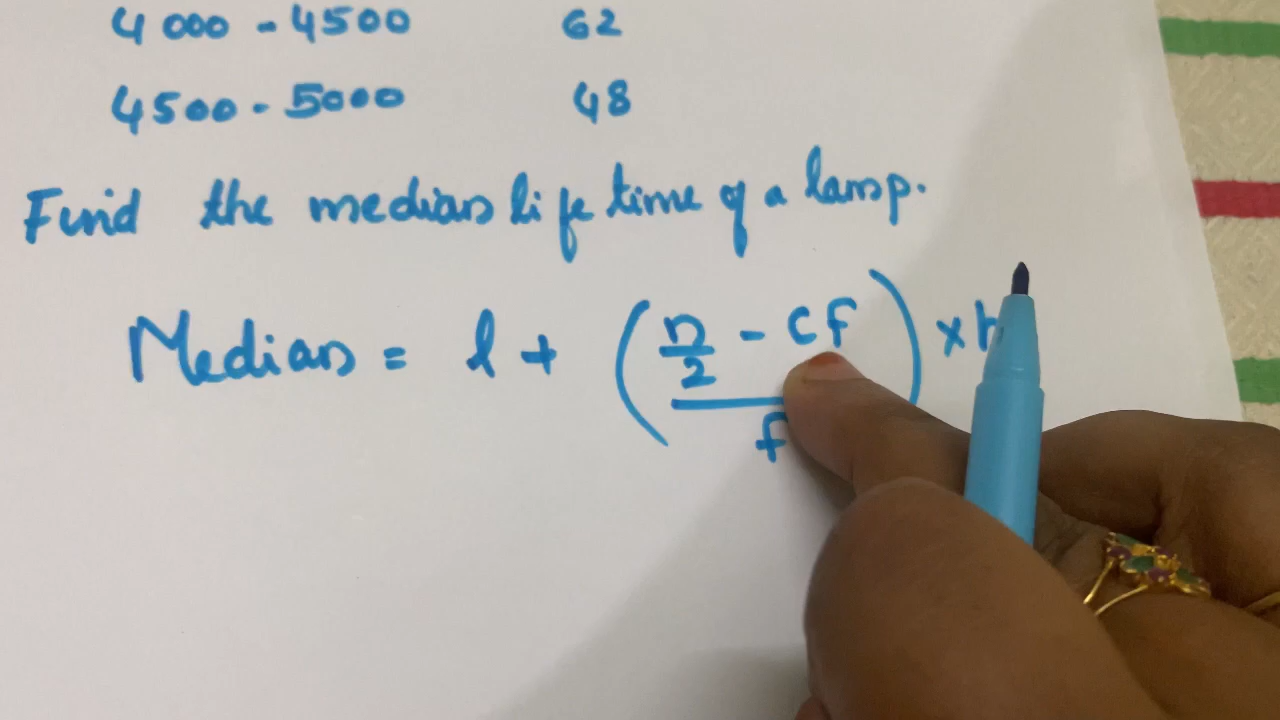 4000 - 4500 62
4500 - 5000 48
Find the median life time of a lamp.
Median = l + ( n/2 - cf / f ) × h